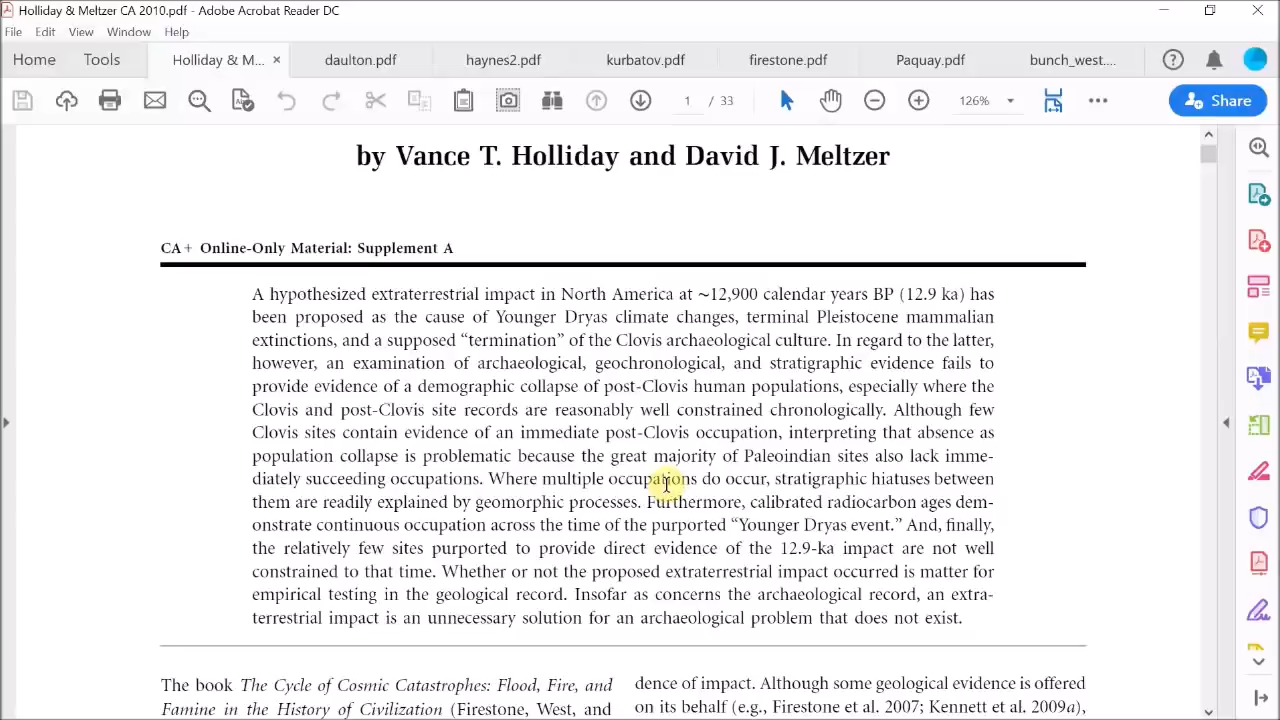 Holliday & Meltzer CA 2010.pdf - Adobe Acrobat Reader DC
File Edit View Window Help
Home Tools Holliday & M... × daulton.pdf haynes2.pdf kurbatov.pdf firestone.pdf Paquay.pdf bunch_west....
1 / 33 126% Share
by Vance T. Holliday and David J. Meltzer
CA+ Online-Only Material: Supplement A
A hypothesized extraterrestrial impact in North America at ~12,900 calendar years BP (12.9 ka) has
been proposed as the cause of Younger Dryas climate changes, terminal Pleistocene mammalian
extinctions, and a supposed “termination” of the Clovis archaeological culture. In regard to the latter,
however, an examination of archaeological, geochronological, and stratigraphic evidence fails to
provide evidence of a demographic collapse of post-Clovis human populations, especially where the
Clovis and post-Clovis site records are reasonably well constrained chronologically. Although few
Clovis sites contain evidence of an immediate post-Clovis occupation, interpreting that absence as
population collapse is problematic because the great majority of Paleoindian sites also lack imme-
diately succeeding occupations. Where multiple occupations do occur, stratigraphic hiatuses between
them are readily explained by geomorphic processes. Furthermore, calibrated radiocarbon ages dem-
onstrate continuous occupation across the time of the purported “Younger Dryas event.” And, finally,
the relatively few sites purported to provide direct evidence of the 12.9-ka impact are not well
constrained to that time. Whether or not the proposed extraterrestrial impact occurred is matter for
empirical testing in the geological record. Insofar as concerns the archaeological record, an extra-
terrestrial impact is an unnecessary solution for an archaeological problem that does not exist.
The book The Cycle of Cosmic Catastrophes: Flood, Fire, and
Famine in the History of Civilization (Firestone, West, and
dence of impact. Although some geological evidence is offered
on its behalf (e.g., Firestone et al. 2007; Kennett et al. 2009a),